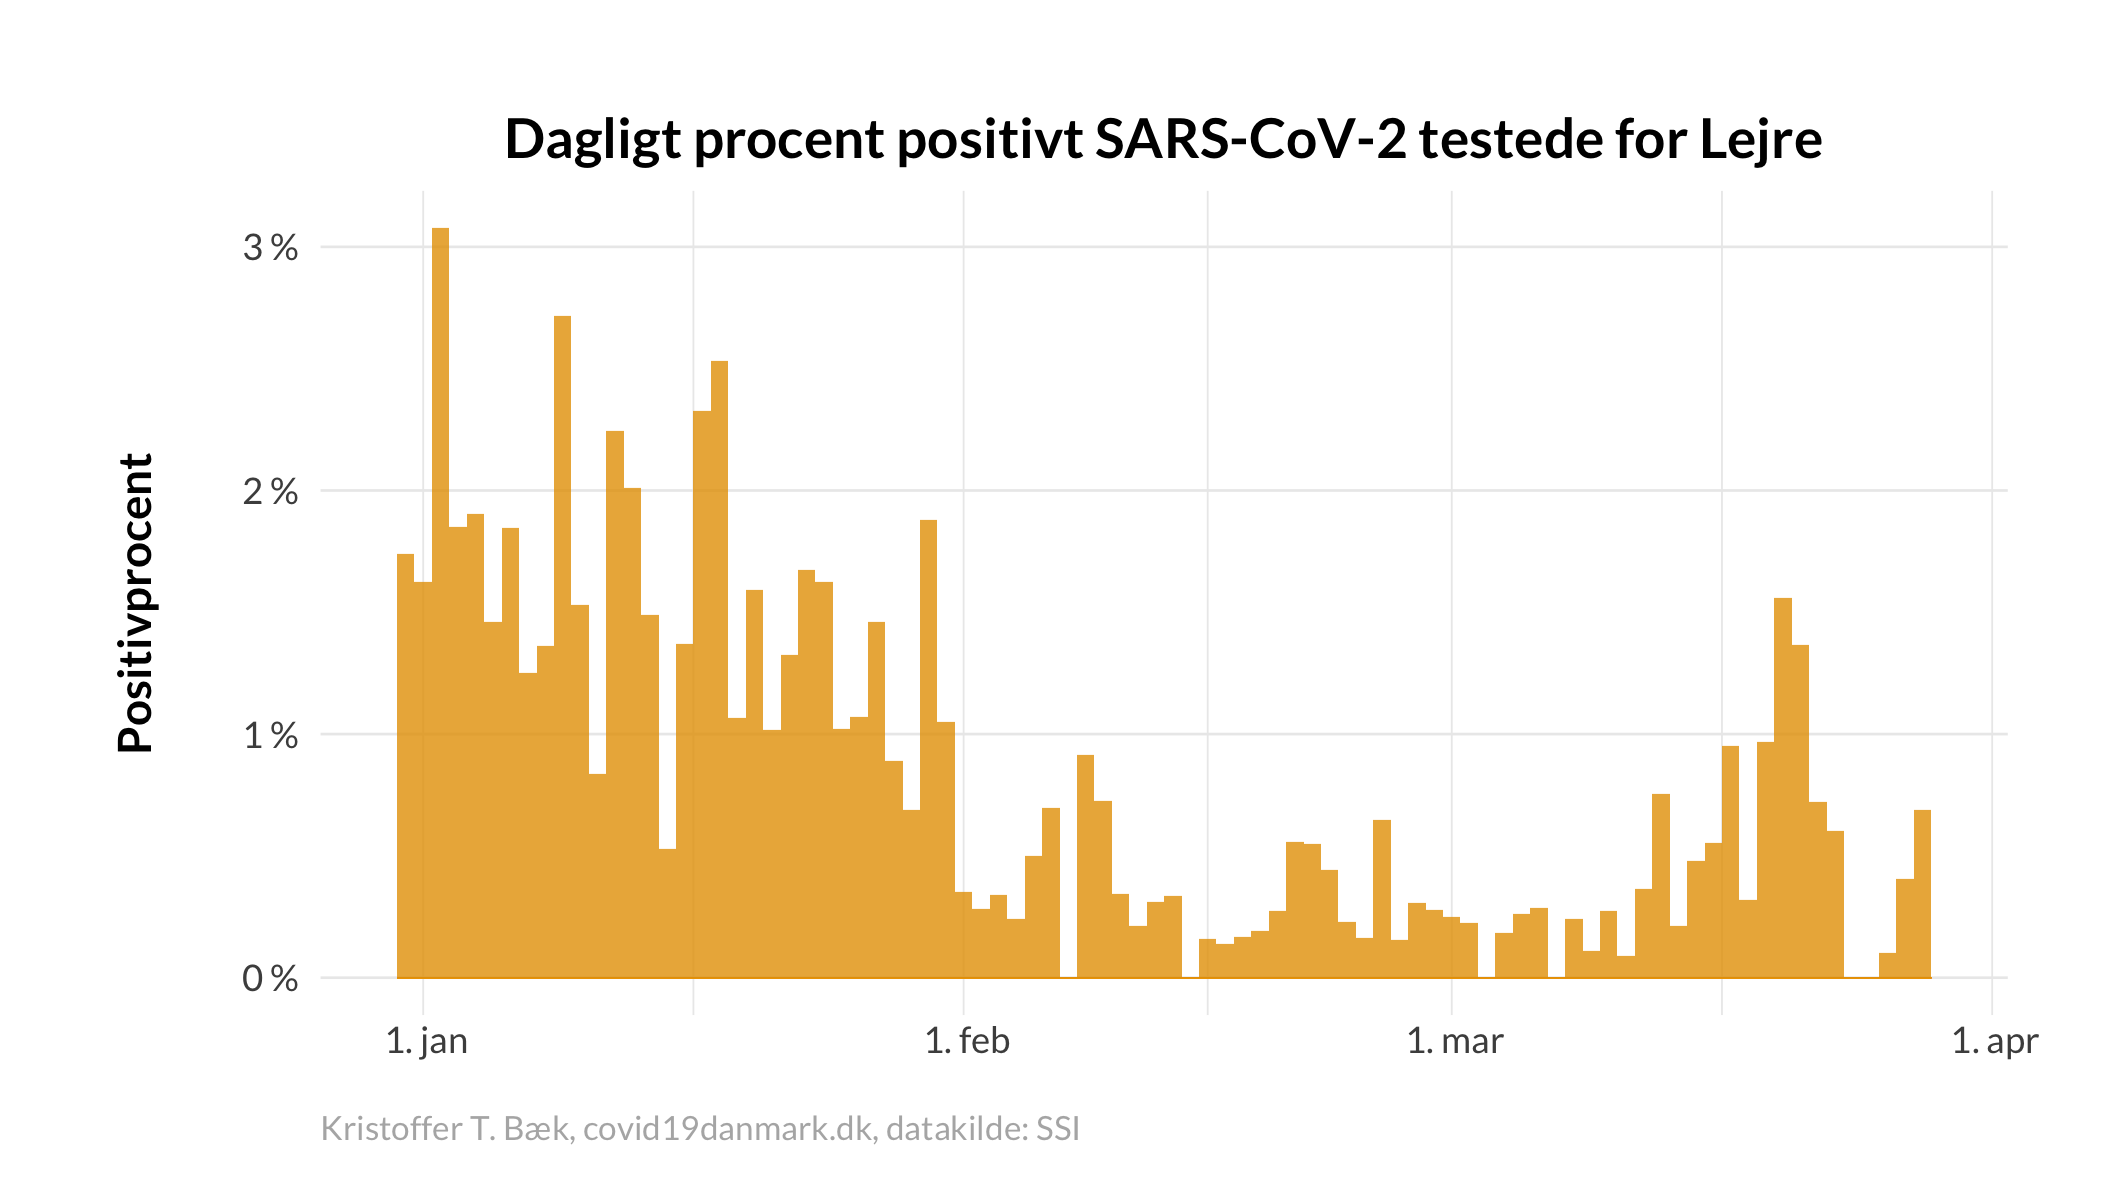 Dagligt procent positivt SARS-CoV-2 testede for Lejre
Positivprocent
3 %
2 %
1 %
0 %
1. jan
1. feb
1. mar
1. apr
Kristoffer T. Bæk, covid19danmark.dk, datakilde: SSI